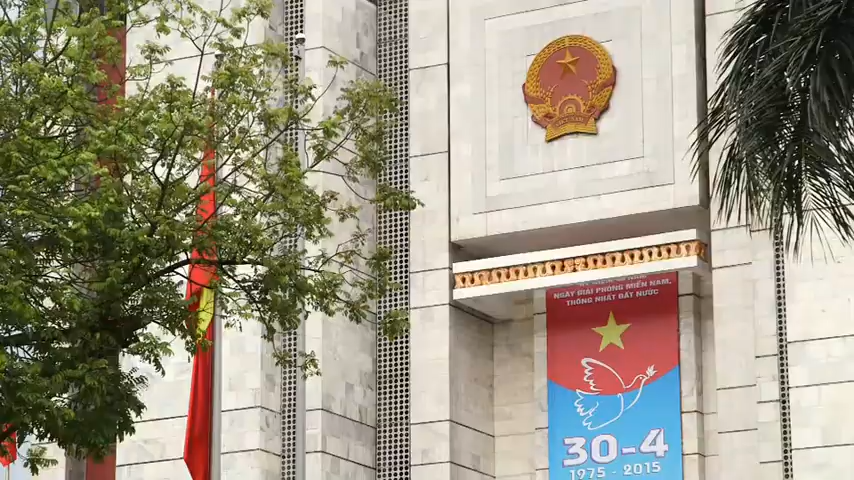 NGÀY GIẢI PHÓNG MIỀN NAM,
THỐNG NHẤT ĐẤT NƯỚC
30-4
1975 - 2015